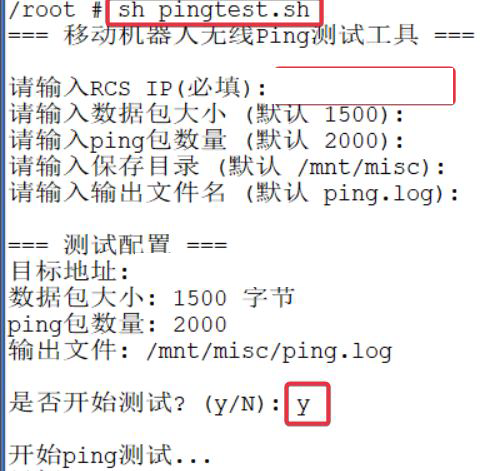 /root # sh pingtest.sh
=== 移动机器人无线Ping测试工具 ===
请输入RCS IP(必填):
请输入数据包大小 (默认 1500):
请输入ping包数量 (默认 2000):
请输入保存目录 (默认 /mnt/misc):
请输入输出文件名 (默认 ping.log):
=== 测试配置 ===
目标地址:
数据包大小: 1500 字节
ping包数量: 2000
输出文件: /mnt/misc/ping.log
是否开始测试? (y/N): y
开始ping测试...